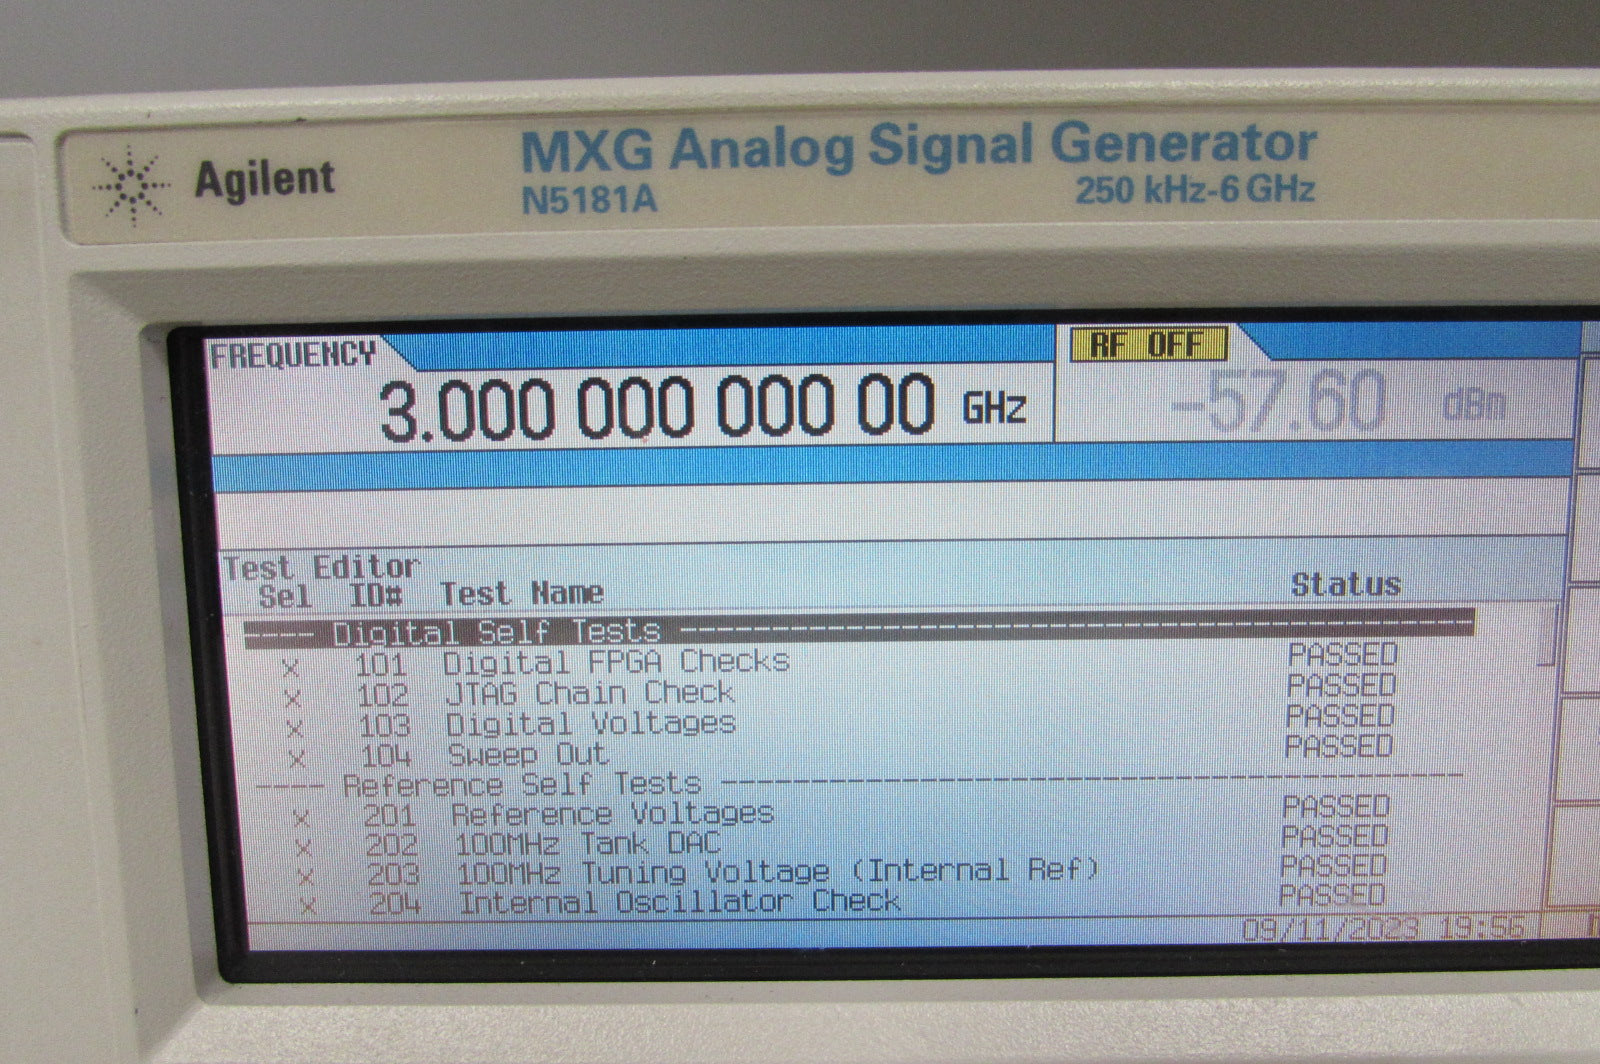 Agilent
MXG Analog Signal Generator
N5181A 250 kHz-6 GHz
FREQUENCY
3.000 000 000 00 GHz
RF OFF
-57.60 dBm
Test Editor
Sel ID# Test Name Status
---- Digital Self Tests ----
x 101 Digital FPGA Checks PASSED
x 102 JTAG Chain Check PASSED
x 103 Digital Voltages PASSED
x 104 Sweep Out PASSED
---- Reference Self Tests ----
x 201 Reference Voltages PASSED
x 202 100MHz Tank DAC PASSED
x 203 100MHz Tuning Voltage (Internal Ref) PASSED
x 204 Internal Oscillator Check PASSED
09/11/2023 19:56